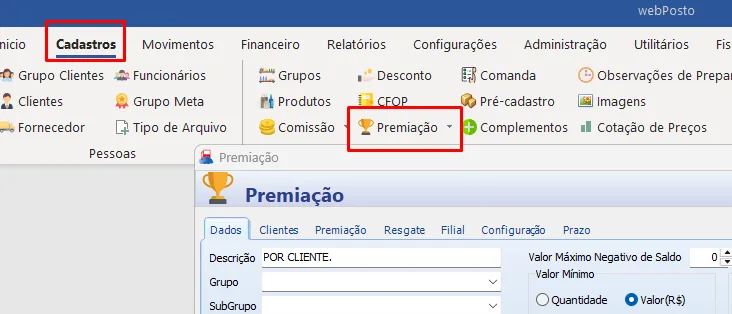 webPosto
nicio Cadastros Movimentos Financeiro Relatórios Configurações Administração Utilitários Fis
Grupo Clientes Funcionários Grupos Desconto Comanda Observações de Prepar
Clientes Grupo Meta Produtos CFOP Pré-cadastro Imagens
Fornecedor Tipo de Arquivo Comissão Premiação Complementos Cotação de Preços
Pessoas
Premiação
Premiação
Dados Clientes Premiação Resgate Filial Configuração Prazo
Descrição POR CLIENTE. Valor Máximo Negativo de Saldo 0
Grupo Valor Mínimo
SubGrupo Quantidade Valor(R$)